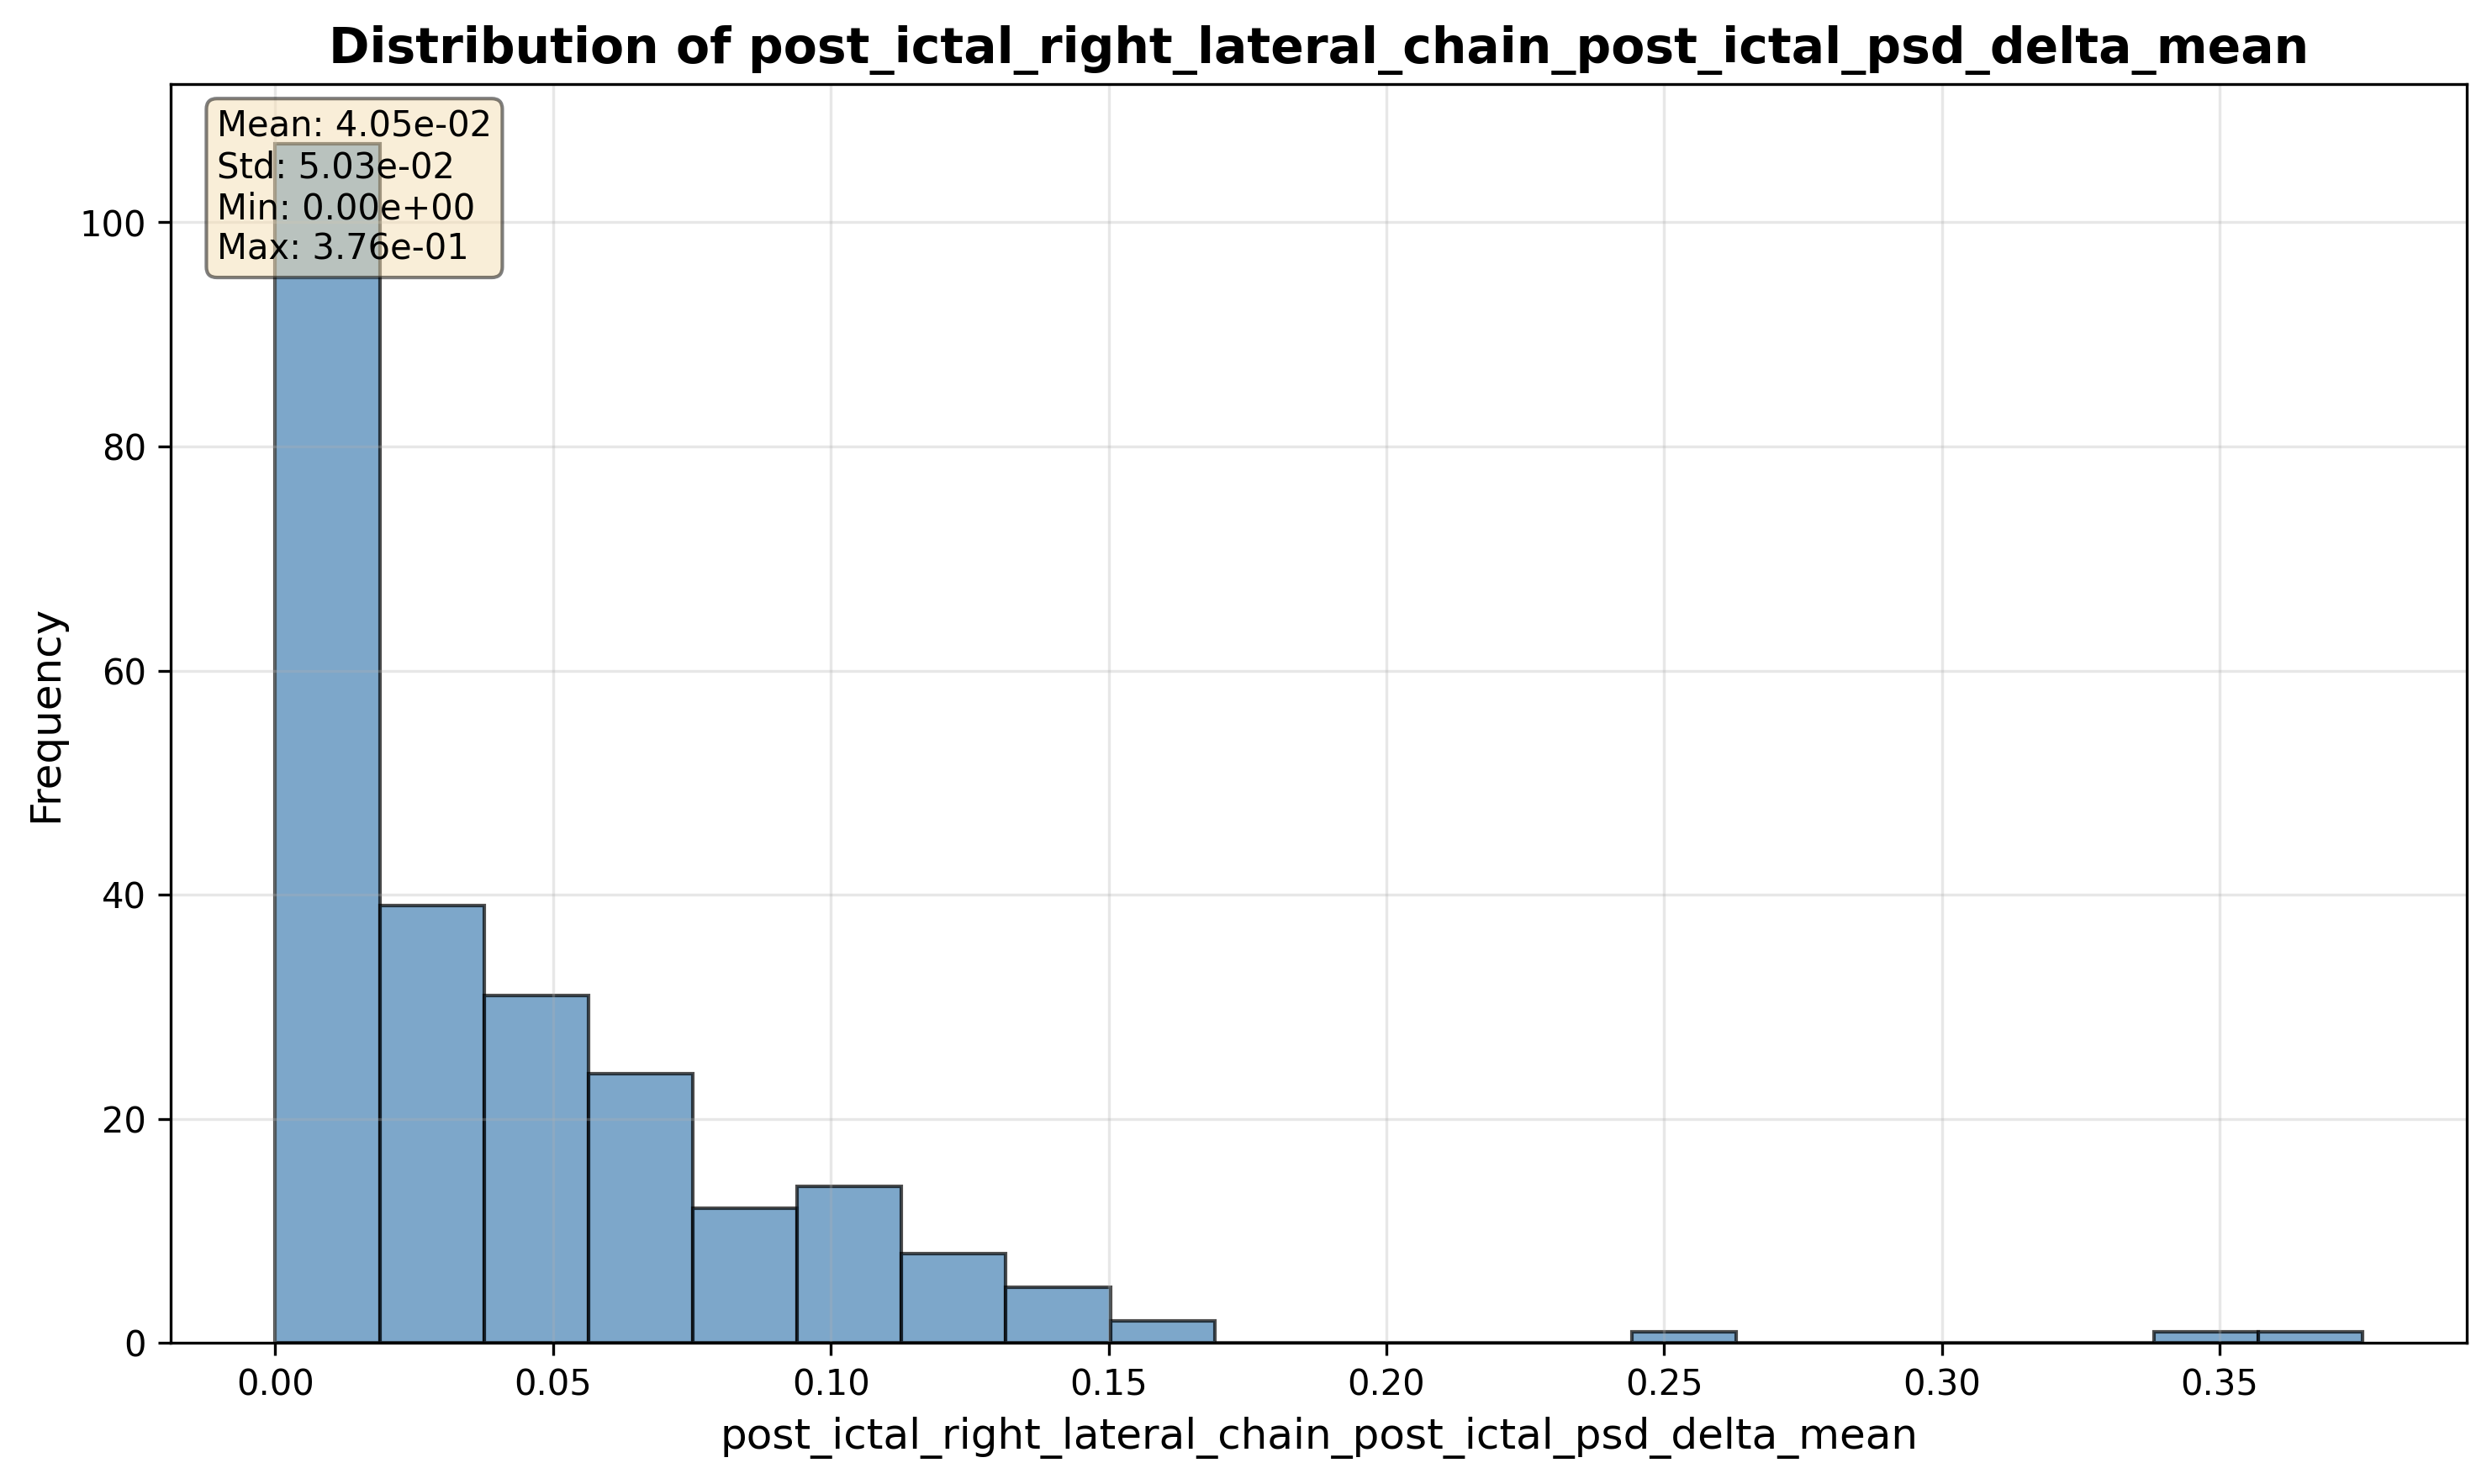 Distribution of post_ictal_right_lateral_chain_post_ictal_psd_delta_mean
Mean: 4.05e-02
Std: 5.03e-02
Min: 0.00e+00
Max: 3.76e-01
Frequency
100
80
60
40
20
0
0.00 0.05 0.10 0.15 0.20 0.25 0.30 0.35
post_ictal_right_lateral_chain_post_ictal_psd_delta_mean